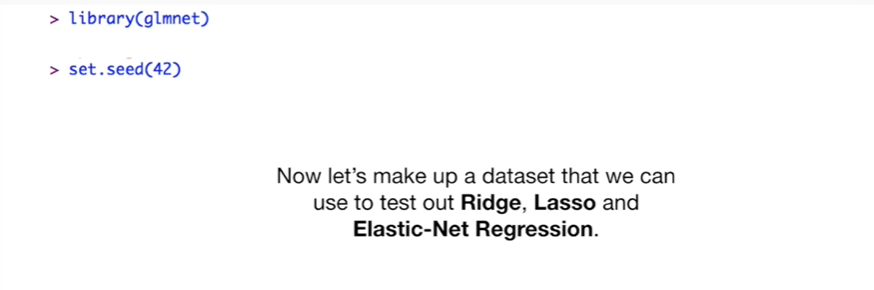 > library(glmnet)
> set.seed(42)
Now let's make up a dataset that we can
use to test out Ridge, Lasso and
Elastic-Net Regression.